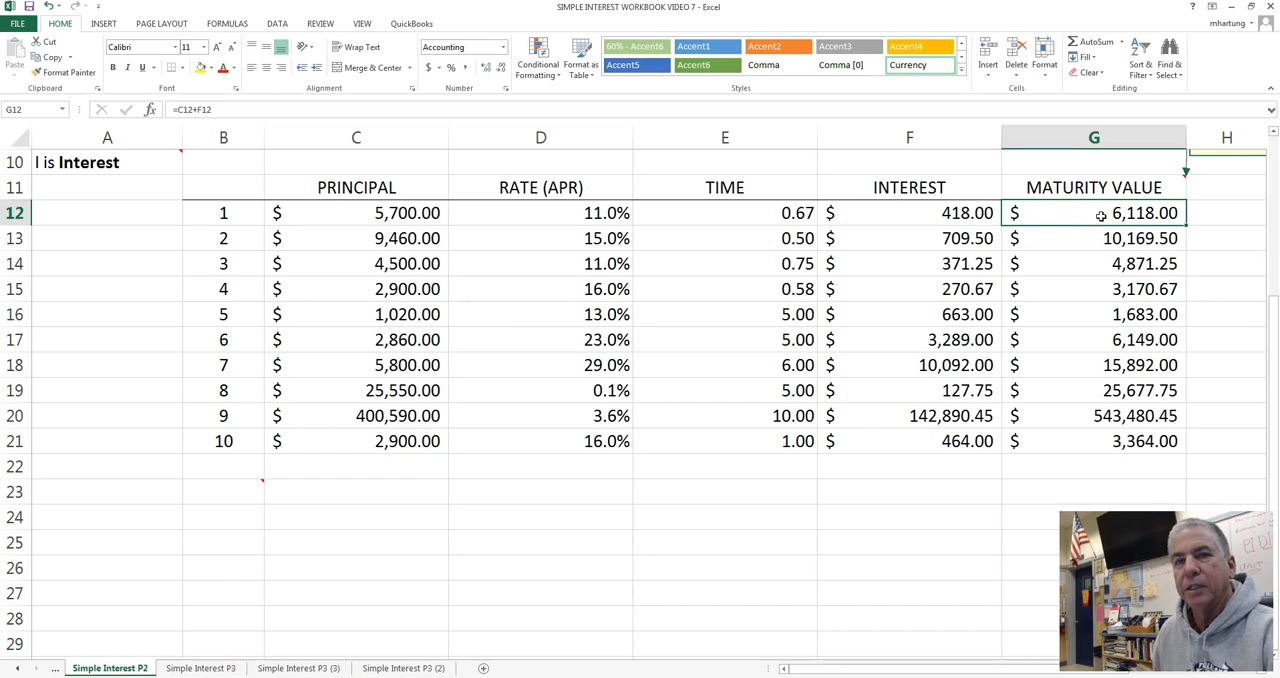 SIMPLE INTEREST WORKBOOK VIDEO 7 - Excel
FILE HOME INSERT PAGE LAYOUT FORMULAS DATA REVIEW VIEW QuickBooks mhartung
Cut
Copy
Format Painter
Paste
Calibri 11
B I U
Wrap Text
Merge & Center
Accounting
$ %
Conditional Formatting
Format as Table
60% - Accent6 Accent1 Accent2 Accent3 Accent4
Accent5 Accent6 Comma Comma [0] Currency
Insert Delete Format
AutoSum
Fill
Clear
Sort & Filter
Find & Select
Clipboard Font Alignment Number Styles Cells Editing
G12 fx =C12+F12
A B C D E F G H
10 I is Interest
11 PRINCIPAL RATE (APR) TIME INTEREST MATURITY VALUE
12 1 $ 5,700.00 11.0% 0.67 $ 418.00 $ 6,118.00
13 2 $ 9,460.00 15.0% 0.50 $ 709.50 $ 10,169.50
14 3 $ 4,500.00 11.0% 0.75 $ 371.25 $ 4,871.25
15 4 $ 2,900.00 16.0% 0.58 $ 270.67 $ 3,170.67
16 5 $ 1,020.00 13.0% 5.00 $ 663.00 $ 1,683.00
17 6 $ 2,860.00 23.0% 5.00 $ 3,289.00 $ 6,149.00
18 7 $ 5,800.00 29.0% 6.00 $ 10,092.00 $ 15,892.00
19 8 $ 25,550.00 0.1% 5.00 $ 127.75 $ 25,677.75
20 9 $ 400,590.00 3.6% 10.00 $ 142,890.45 $ 543,480.45
21 10 $ 2,900.00 16.0% 1.00 $ 464.00 $ 3,364.00
22
23
24
25
26
27
28
29
... Simple Interest P2 Simple Interest P3 Simple Interest P3 (3) Simple Interest P3 (2)